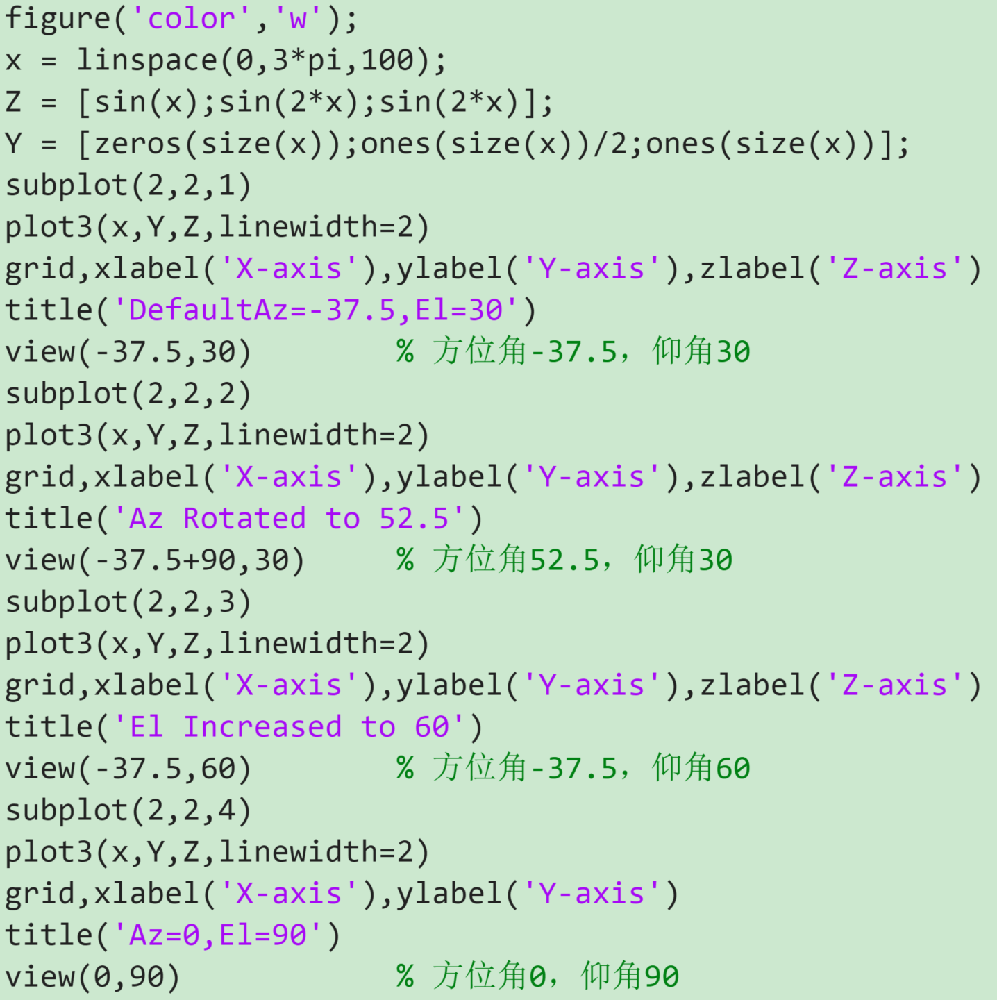 figure('color','w');
x = linspace(0,3*pi,100);
Z = [sin(x);sin(2*x);sin(2*x)];
Y = [zeros(size(x));ones(size(x))/2;ones(size(x))];
subplot(2,2,1)
plot3(x,Y,Z,linewidth=2)
grid,xlabel('X-axis'),ylabel('Y-axis'),zlabel('Z-axis')
title('DefaultAz=-37.5,El=30')
view(-37.5,30)        % 方位角-37.5，仰角30
subplot(2,2,2)
plot3(x,Y,Z,linewidth=2)
grid,xlabel('X-axis'),ylabel('Y-axis'),zlabel('Z-axis')
title('Az Rotated to 52.5')
view(-37.5+90,30)     % 方位角52.5，仰角30
subplot(2,2,3)
plot3(x,Y,Z,linewidth=2)
grid,xlabel('X-axis'),ylabel('Y-axis'),zlabel('Z-axis')
title('El Increased to 60')
view(-37.5,60)        % 方位角-37.5，仰角60
subplot(2,2,4)
plot3(x,Y,Z,linewidth=2)
grid,xlabel('X-axis'),ylabel('Y-axis')
title('Az=0,El=90')
view(0,90)            % 方位角0，仰角90